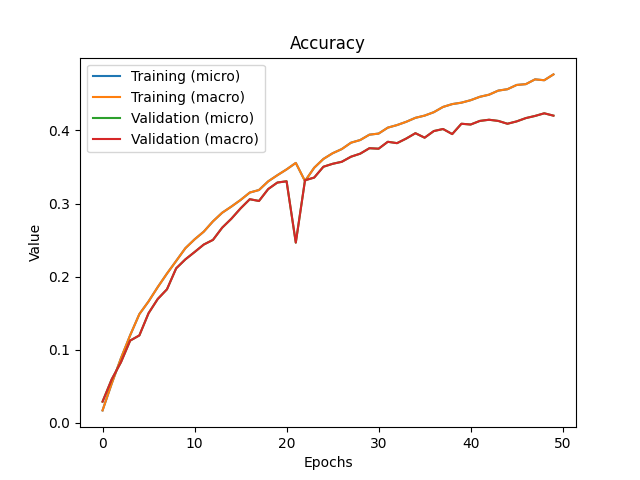 Accuracy
Training (micro)
Training (macro)
Validation (micro)
Validation (macro)
Value
0.4
0.3
0.2
0.1
0.0
0
10
20
30
40
50
Epochs